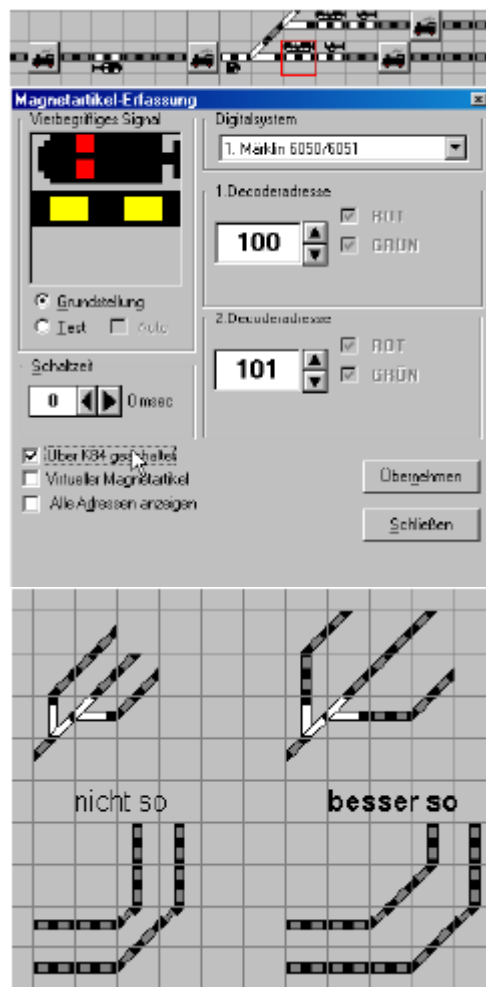 Magnetartikel-Erfassung
Vierbegriffiges Signal
Digitalsystem
1. Märklin 6050/6051
1.Decoderadresse
100
ROT
GRÜN
Grundstellung
Test
Auto
2.Decoderadresse
101
ROT
GRÜN
Schaltzeit
0
0 msec
Über K84 geschaltet
Virtueller Magnetartikel
Alle Adressen anzeigen
Übernehmen
Schließen
nicht so
besser so